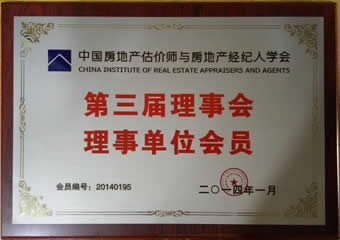 中国房地产估价师与房地产经纪人学会
CHINA INSTITUTE OF REAL ESTATE APPRAISERS AND AGENTS
第三届理事会
理事单位会员
会员编号：20140195
二〇一四年一月